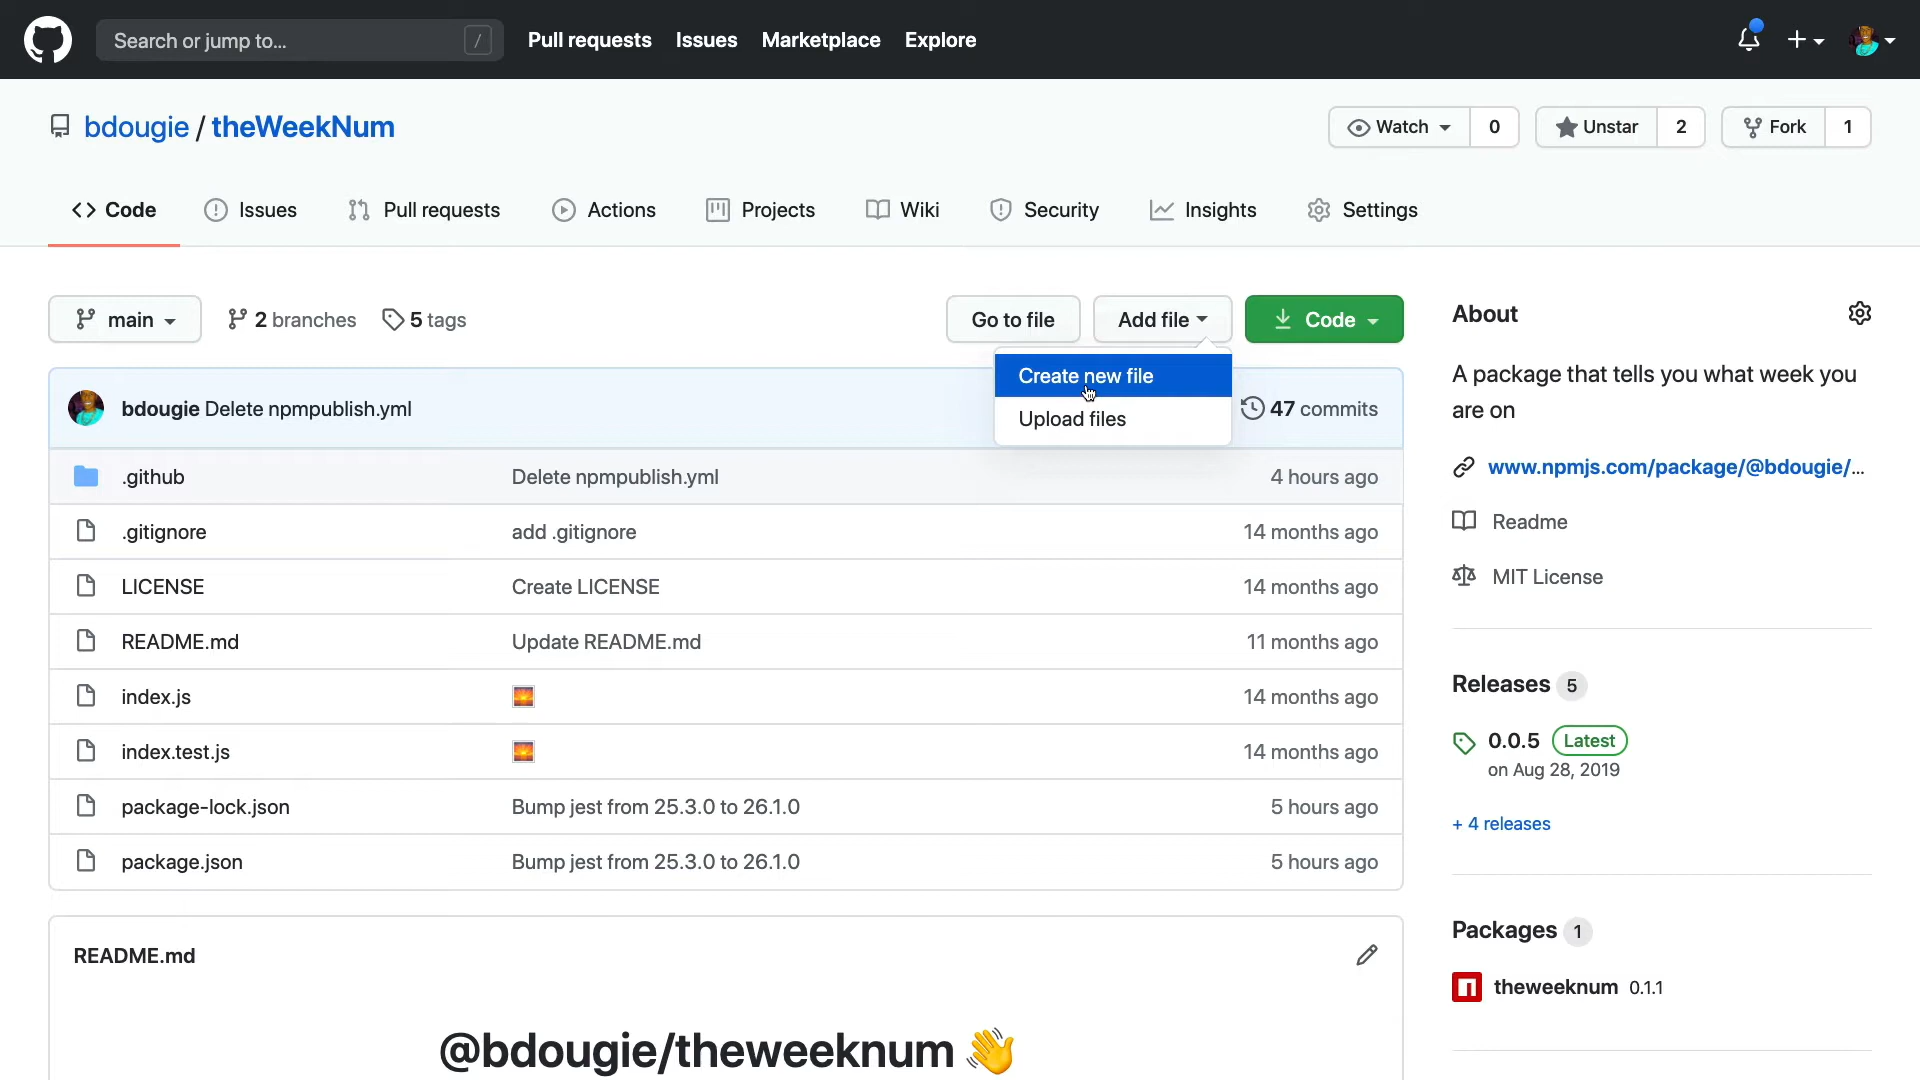 Search or jump to... / Pull requests Issues Marketplace Explore
bdougie / theWeekNum Watch 0 Unstar 2 Fork 1
Code Issues Pull requests Actions Projects Wiki Security Insights Settings
main 2 branches 5 tags Go to file Add file Code
Create new file
Upload files
bdougie Delete npmpublish.yml 47 commits
.github Delete npmpublish.yml 4 hours ago
.gitignore add .gitignore 14 months ago
LICENSE Create LICENSE 14 months ago
README.md Update README.md 11 months ago
index.js 14 months ago
index.test.js 14 months ago
package-lock.json Bump jest from 25.3.0 to 26.1.0 5 hours ago
package.json Bump jest from 25.3.0 to 26.1.0 5 hours ago
README.md
@bdougie/theweeknum 👋
About
A package that tells you what week you
are on
www.npmjs.com/package/@bdougie/...
Readme
MIT License
Releases 5
0.0.5 Latest
on Aug 28, 2019
+ 4 releases
Packages 1
theweeknum 0.1.1